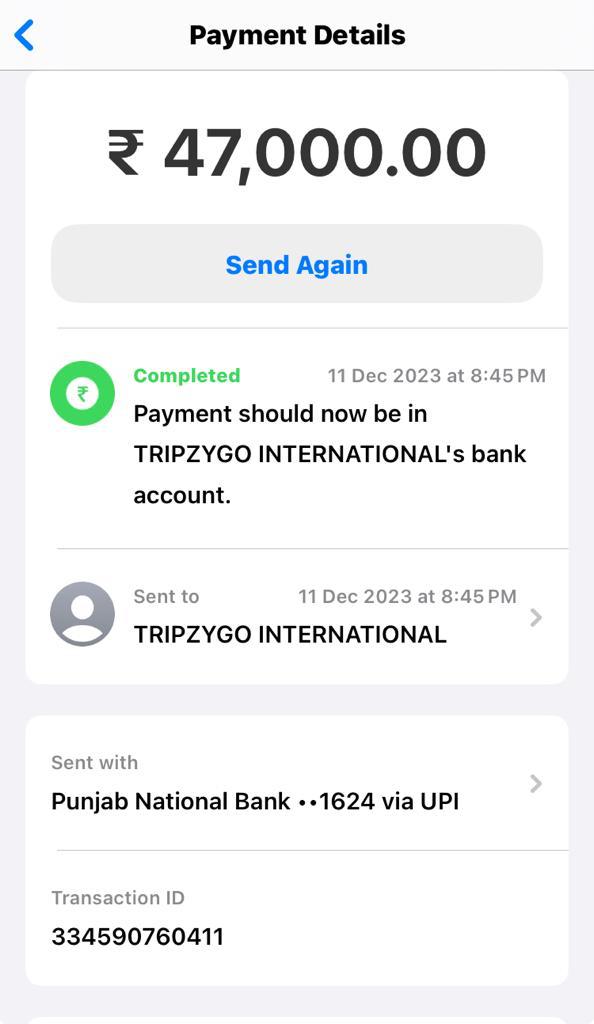 Payment Details
₹ 47,000.00
Send Again
Completed 11 Dec 2023 at 8:45 PM
Payment should now be in
TRIPZYGO INTERNATIONAL's bank
account.
Sent to 11 Dec 2023 at 8:45 PM
TRIPZYGO INTERNATIONAL
Sent with
Punjab National Bank ••1624 via UPI
Transaction ID
334590760411